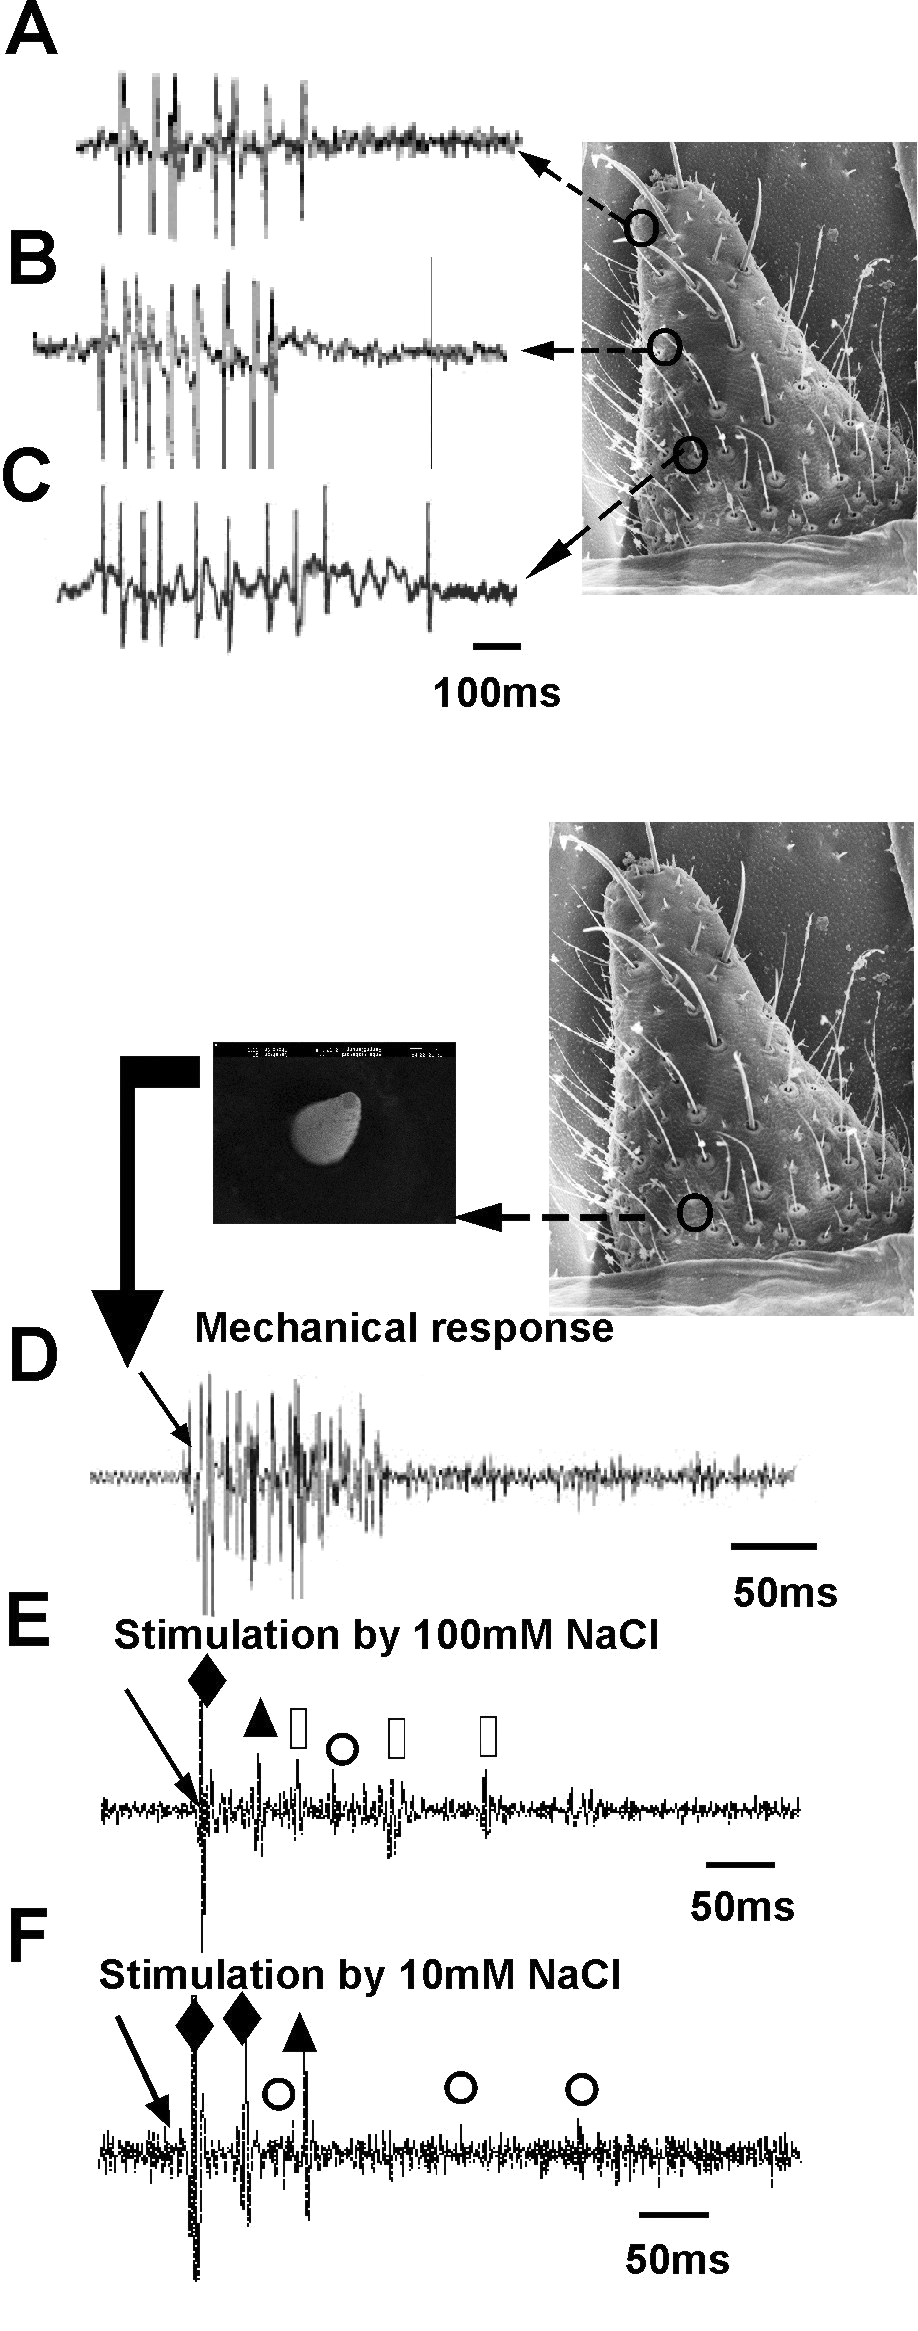 A
B
C
100ms
Mechanical response
D
50ms
E
Stimulation by 100mM NaCl
50ms
F
Stimulation by 10mM NaCl
50ms